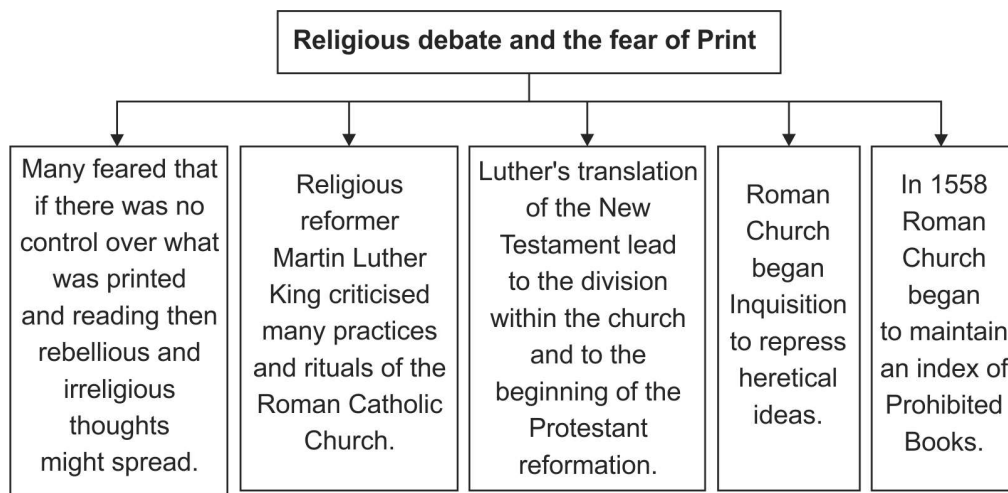 Religious debate and the fear of Print
Many feared that
if there was no
control over what
was printed
and reading then
rebellious and
irreligious
thoughts
might spread.
Religious
reformer
Martin Luther
King criticised
many practices
and rituals of the
Roman Catholic
Church.
Luther's translation
of the New
Testament lead
to the division
within the church
and to the
beginning of the
Protestant
reformation.
Roman
Church
began
Inquisition
to repress
heretical
ideas.
In 1558
Roman
Church
began
to maintain
an index of
Prohibited
Books.